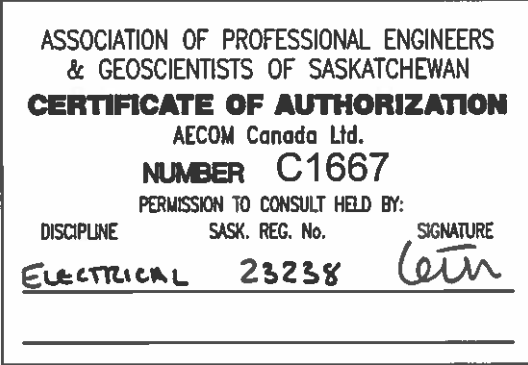 ASSOCIATION OF PROFESSIONAL ENGINEERS
& GEOSCIENTISTS OF SASKATCHEWAN
CERTIFICATE OF AUTHORIZATION
AECOM Canada Ltd.
NUMBER C1667
PERMISSION TO CONSULT HELD BY:
DISCIPLINE SASK. REG. No. SIGNATURE
ELECTRICAL 23238